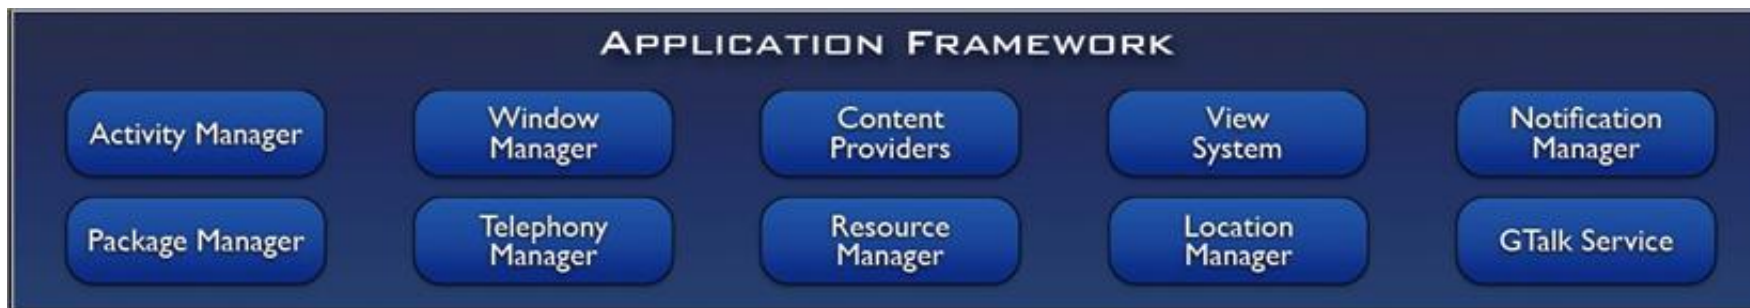 APPLICATION FRAMEWORK
Activity Manager
Window
Manager
Content
Providers
View
System
Notification
Manager
Package Manager
Telephony
Manager
Resource
Manager
Location
Manager
GTalk Service